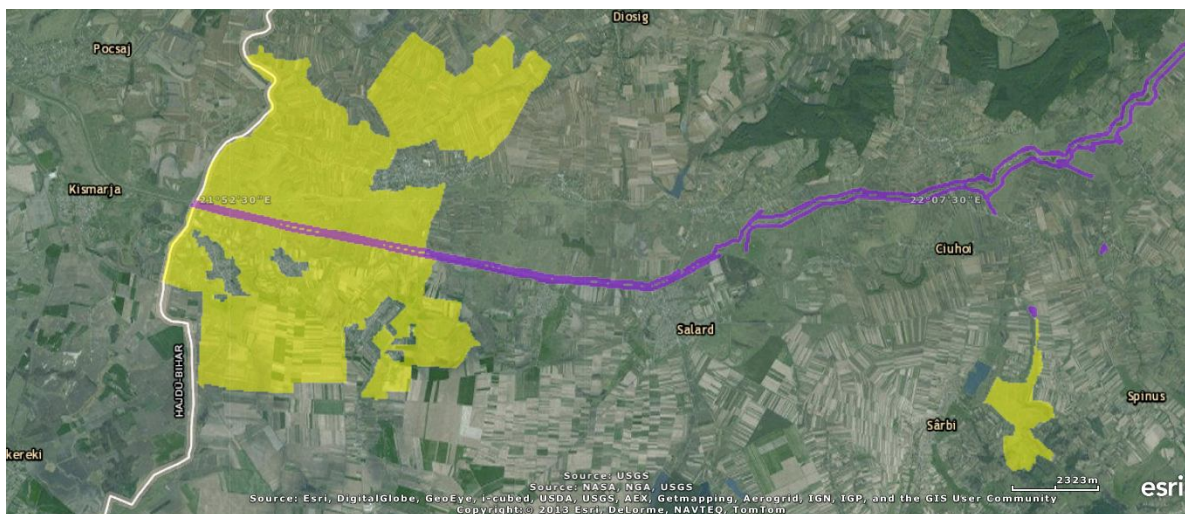 Diosig
Pocsaj
Kismarja
21°52'30"E
22°07'30"E
Ciuhoi
Salard
HAJDÚ-BIHAR
Spinus
Sârbi
kereki
Source: USGS
Source: NASA, NGA, USGS
2323m
Source: Esri, DigitalGlobe, GeoEye, i-cubed, USDA, USGS, AEX, Getmapping, Aerogrid, IGN, IGP, and the GIS User Community
Copyright:© 2013 Esri, DeLorme, NAVTEQ, TomTom
esri